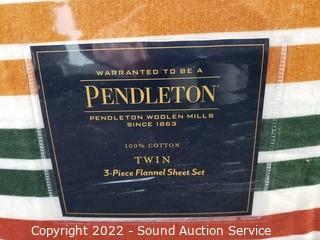 WARRANTED TO BE A
PENDLETON
PENDLETON WOOLEN MILLS
SINCE 1863
100% COTTON
TWIN
3-Piece Flannel Sheet Set
Copyright 2022 - Sound Auction Service